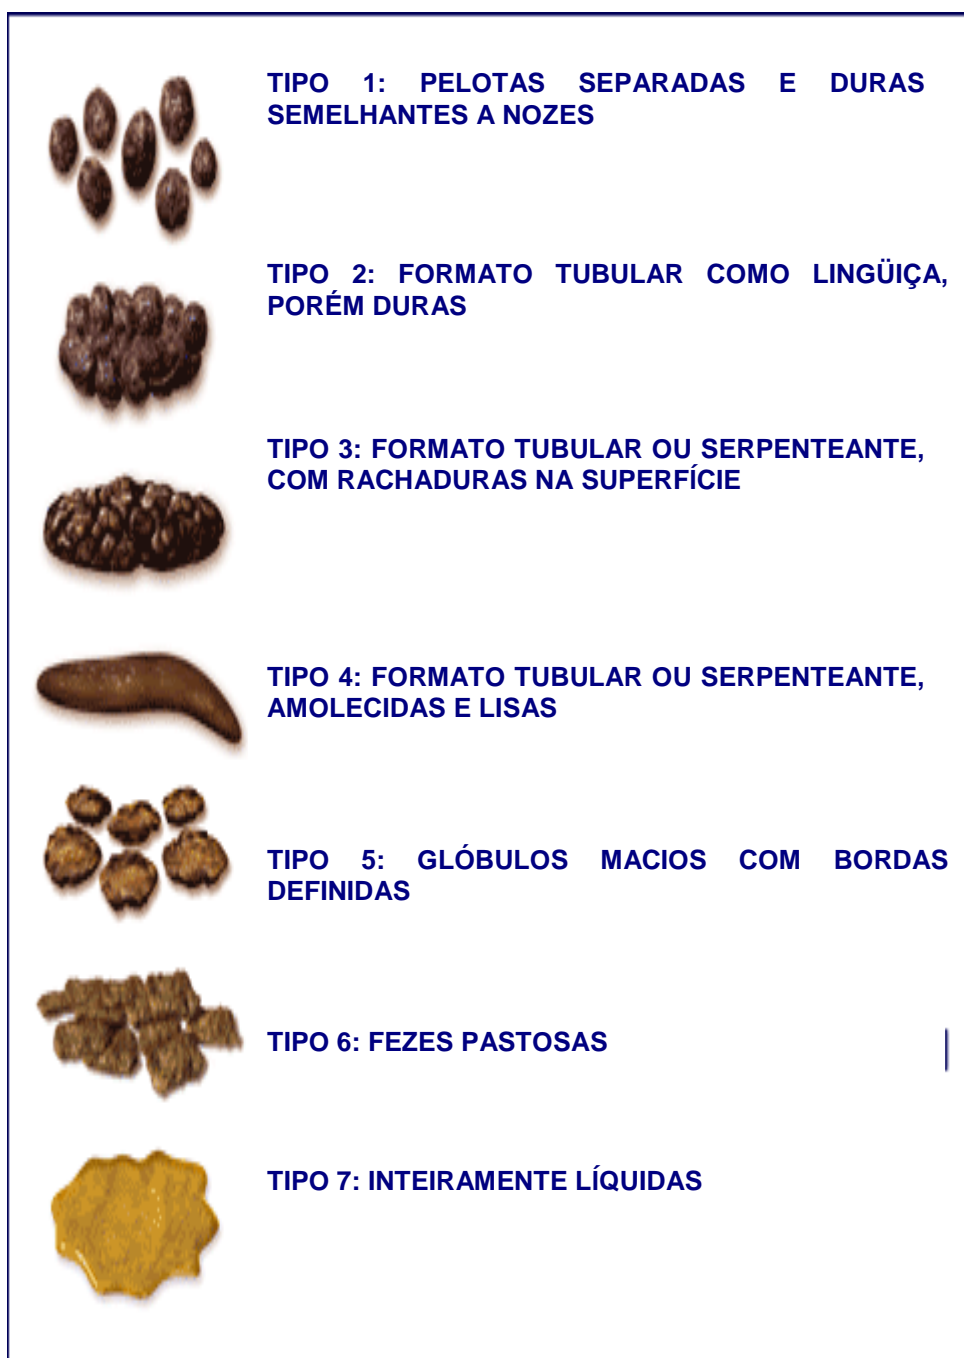 TIPO 1: PELOTAS SEPARADAS E DURAS
SEMELHANTES A NOZES
TIPO 2: FORMATO TUBULAR COMO LINGÜIÇA,
PORÉM DURAS
TIPO 3: FORMATO TUBULAR OU SERPENTEANTE,
COM RACHADURAS NA SUPERFÍCIE
TIPO 4: FORMATO TUBULAR OU SERPENTEANTE,
AMOLECIDAS E LISAS
TIPO 5: GLÓBULOS MACIOS COM BORDAS
DEFINIDAS
TIPO 6: FEZES PASTOSAS
TIPO 7: INTEIRAMENTE LÍQUIDAS